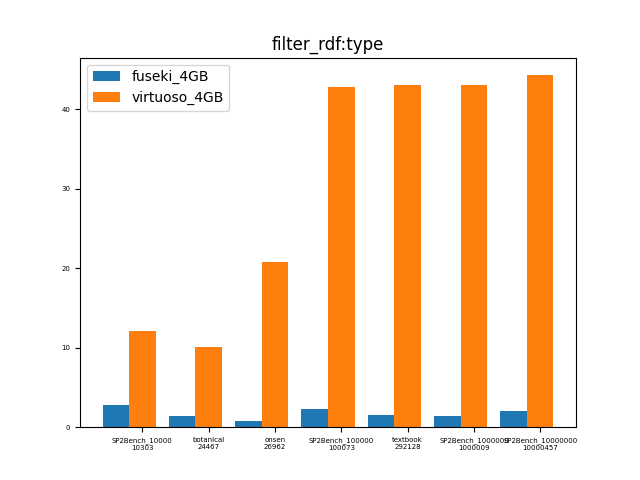 filter_rdf:type
fuseki_4GB
virtuoso_4GB
40
30
20
10
0
SP2Bench_10000 botanical onsen SP2Bench_100000 textbook SP2Bench_1000000 SP2Bench_10000000
10303 24467 26962 100073 292128 1000009 10000457